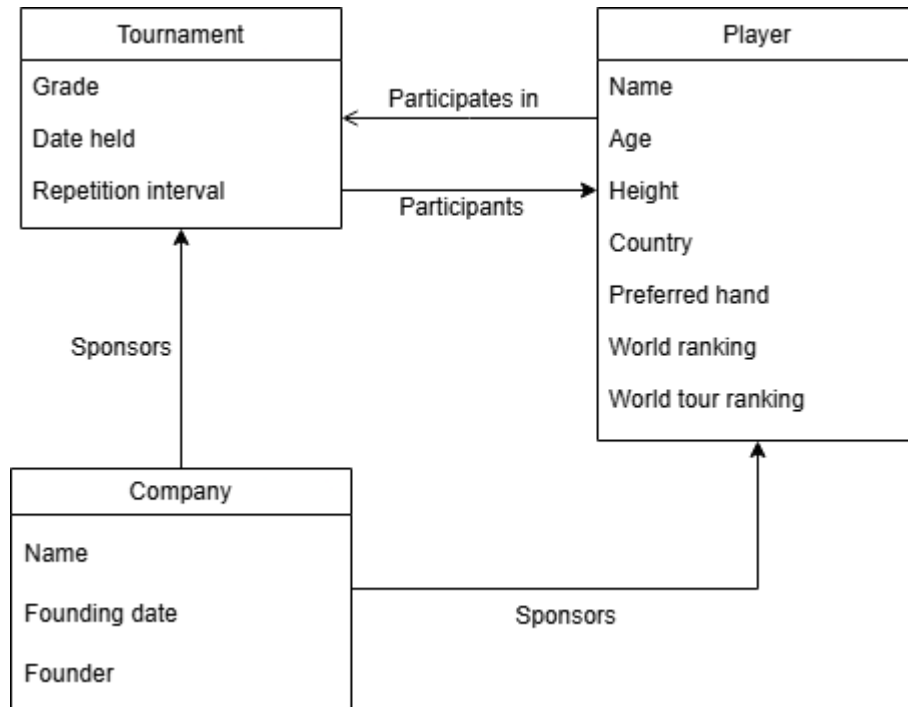 Tournament
Grade
Date held
Repetition interval
Participates in
Participants
Player
Name
Age
Height
Country
Preferred hand
World ranking
World tour ranking
Sponsors
Company
Name
Founding date
Founder
Sponsors